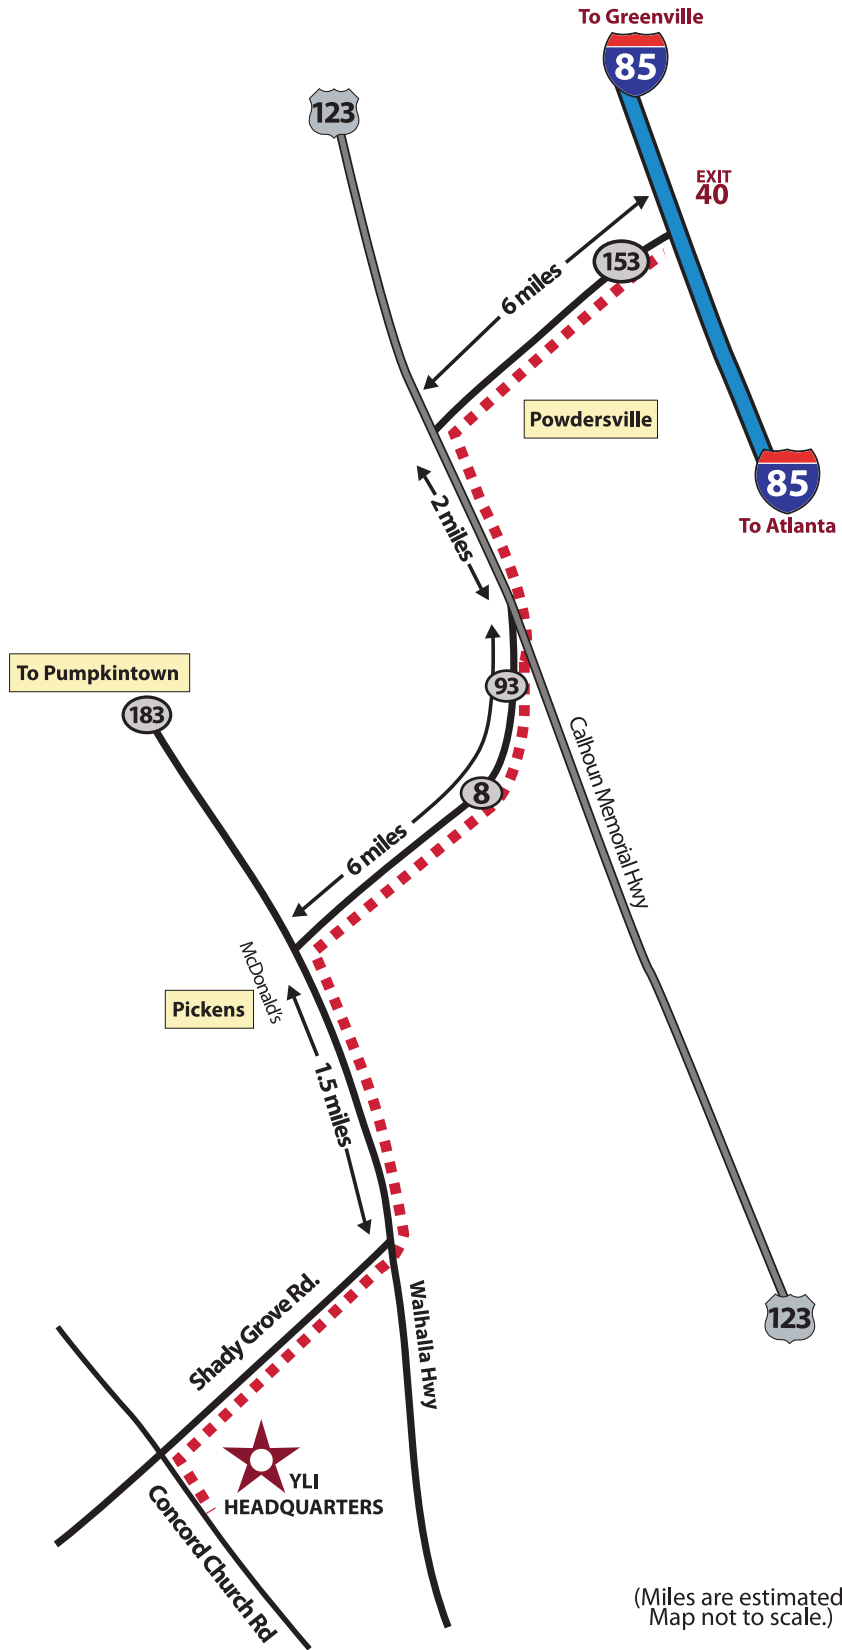 To Greenville
85
123
EXIT
40
153
6 miles
Powdersville
85
To Atlanta
2 miles
To Pumpkintown
183
93
8
6 miles
Calhoun Memorial Hwy
McDonald's
Pickens
1.5 miles
Shady Grove Rd.
Walhalla Hwy
123
YLI
HEADQUARTERS
Concord Church Rd
(Miles are estimated
Map not to scale.)